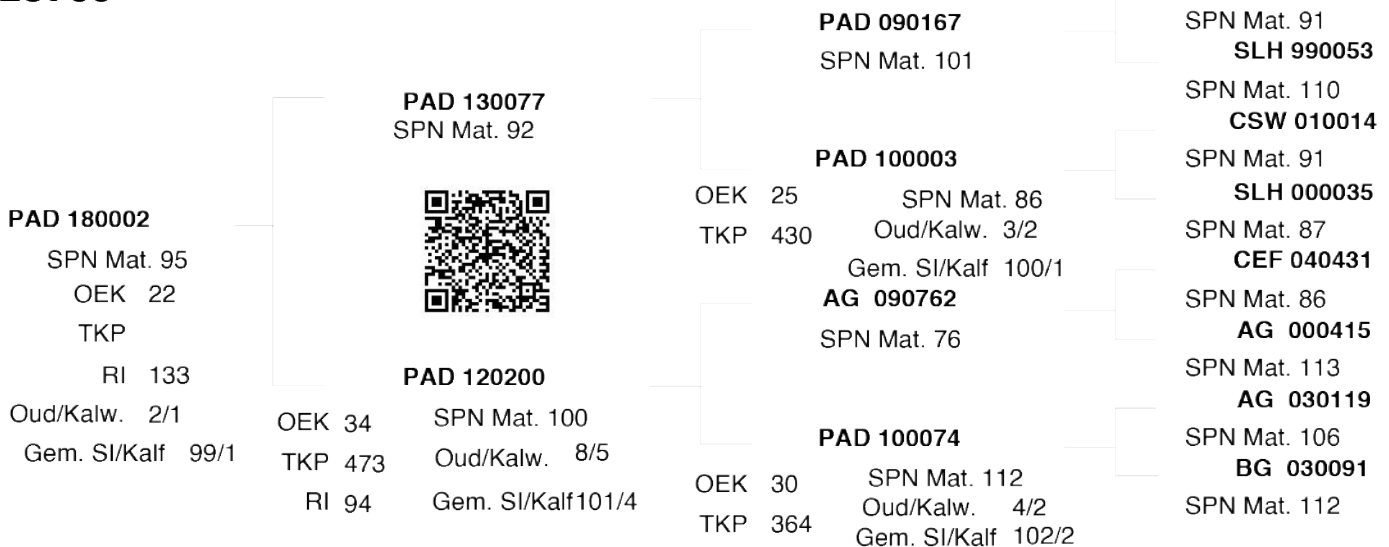 PAD 180002
SPN Mat. 95
OEK 22
TKP
RI 133
Oud/Kalw. 2/1
Gem. SI/Kalf 99/1
PAD 130077
SPN Mat. 92
PAD 120200
OEK 34 SPN Mat. 100
TKP 473 Oud/Kalw. 8/5
RI 94 Gem. SI/Kalf101/4
PAD 090167
SPN Mat. 101
PAD 100003
OEK 25 SPN Mat. 86
TKP 430 Oud/Kalw. 3/2
Gem. SI/Kalf 100/1
AG 090762
SPN Mat. 76
PAD 100074
OEK 30 SPN Mat. 112
TKP 364 Oud/Kalw. 4/2
Gem. SI/Kalf 102/2
SPN Mat. 91
SLH 990053
SPN Mat. 110
CSW 010014
SPN Mat. 91
SLH 000035
SPN Mat. 87
CEF 040431
SPN Mat. 86
AG 000415
SPN Mat. 113
AG 030119
SPN Mat. 106
BG 030091
SPN Mat. 112